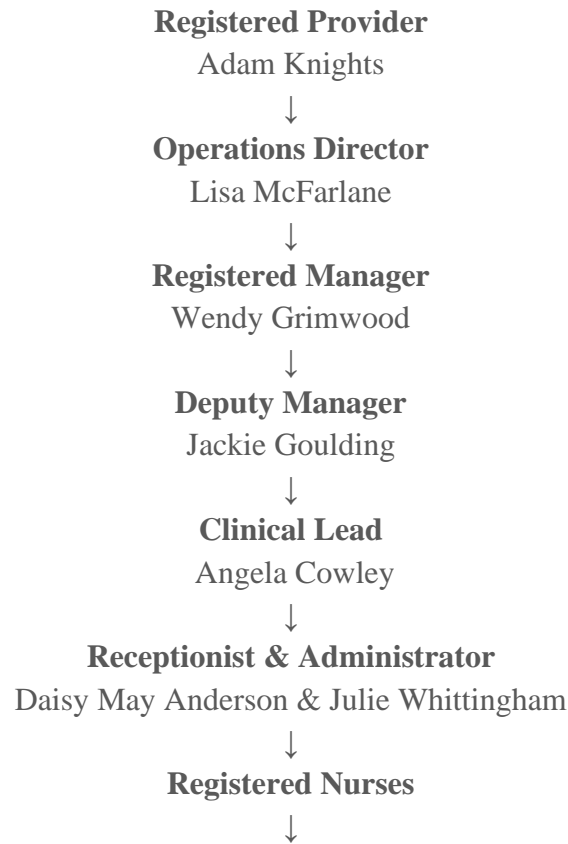 Registered Provider
Adam Knights
↓
Operations Director
Lisa McFarlane
↓
Registered Manager
Wendy Grimwood
↓
Deputy Manager
Jackie Goulding
↓
Clinical Lead
Angela Cowley
↓
Receptionist & Administrator
Daisy May Anderson & Julie Whittingham
↓
Registered Nurses
↓